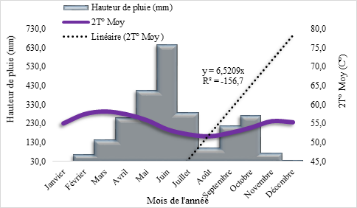 Hauteur de pluie (mm)
2T° Moy
Linéaire (2T° Moy )
730,0
630,0
530,0
430,0
330,0
230,0
130,0
30,0
Hauteur de pluie (mm)
y = 6,5209x
R² = -156,7
80,0
75,0
70,0
65,0
60,0
55,0
50,0
45,0
2T° Moy (C°)
Janvier
Février
Mars
Avril
Mai
Juin
Juillet
Août
Septembre
Octobre
Novembre
Décembre
Mois de l'année